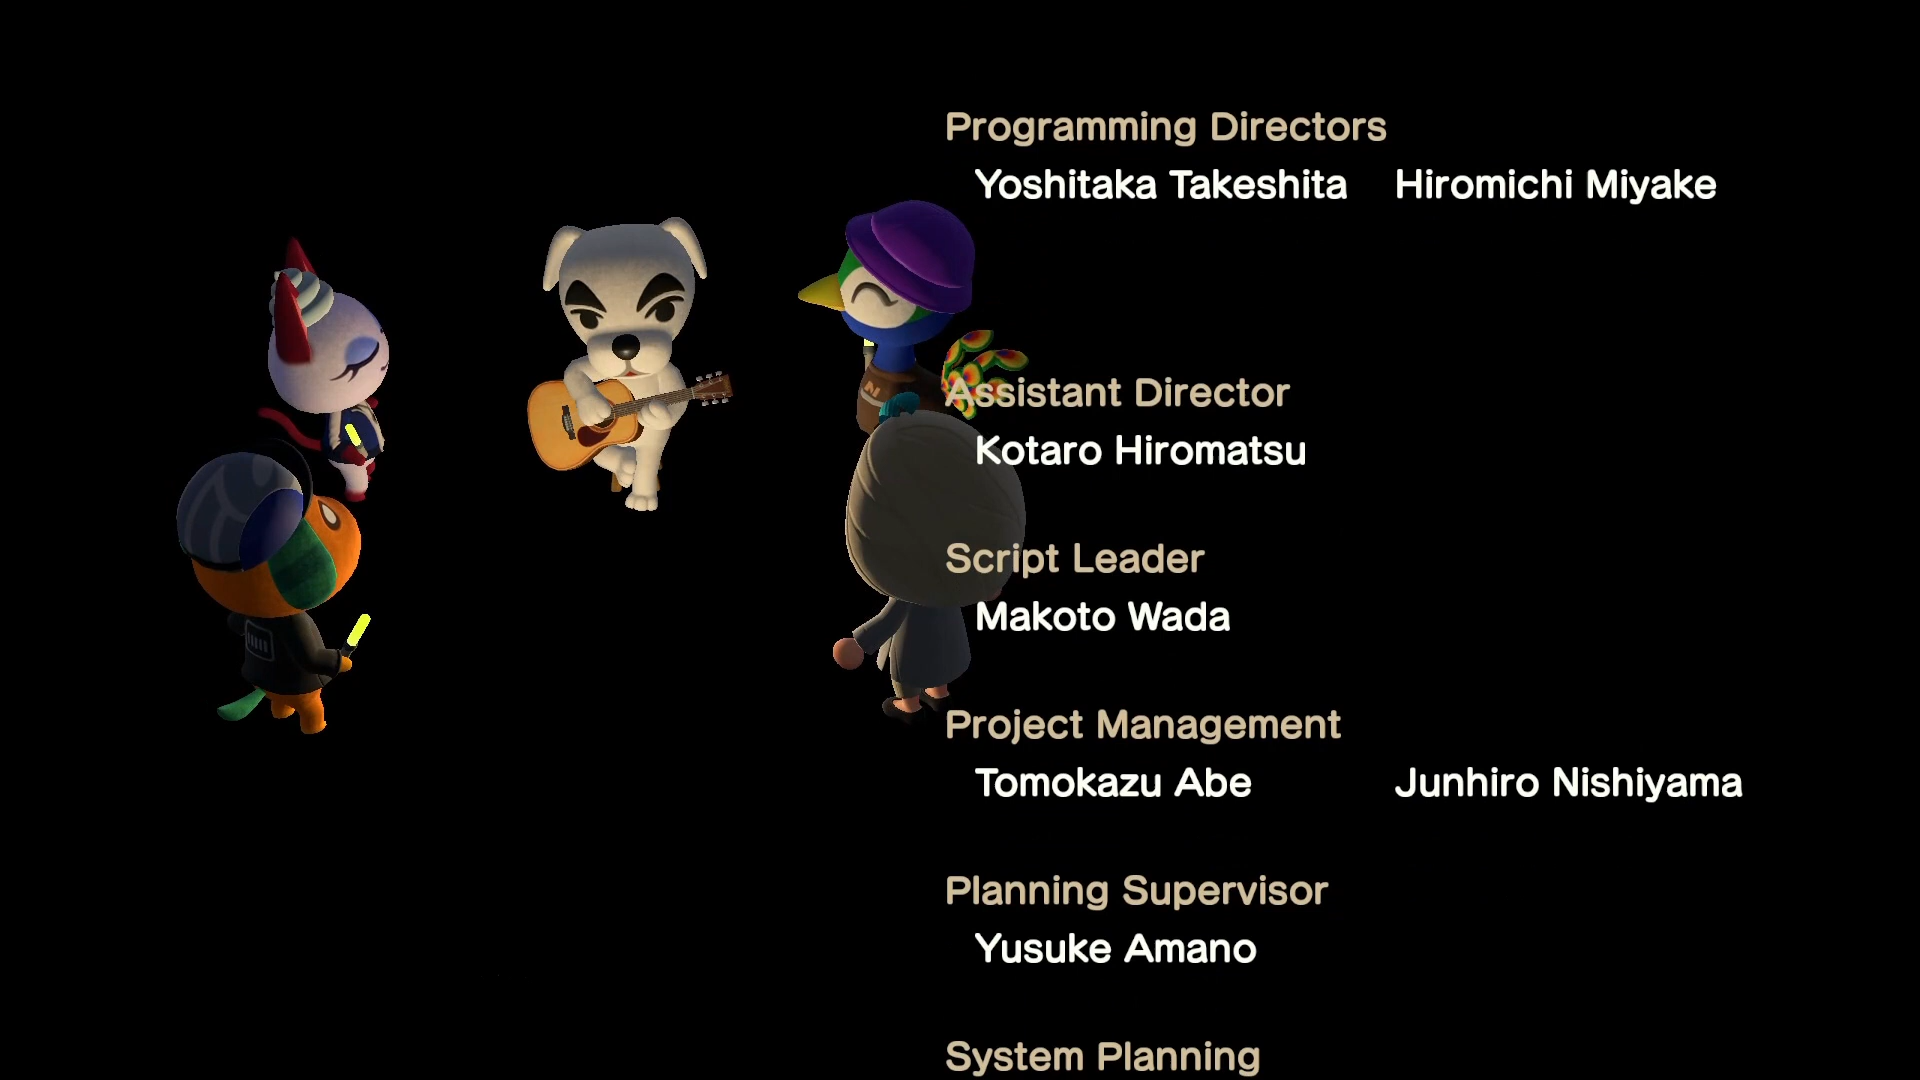 Programming Directors
Yoshitaka Takeshita Hiromichi Miyake
Assistant Director
Kotaro Hiromatsu
Script Leader
Makoto Wada
Project Management
Tomokazu Abe Junhiro Nishiyama
Planning Supervisor
Yusuke Amano
System Planning